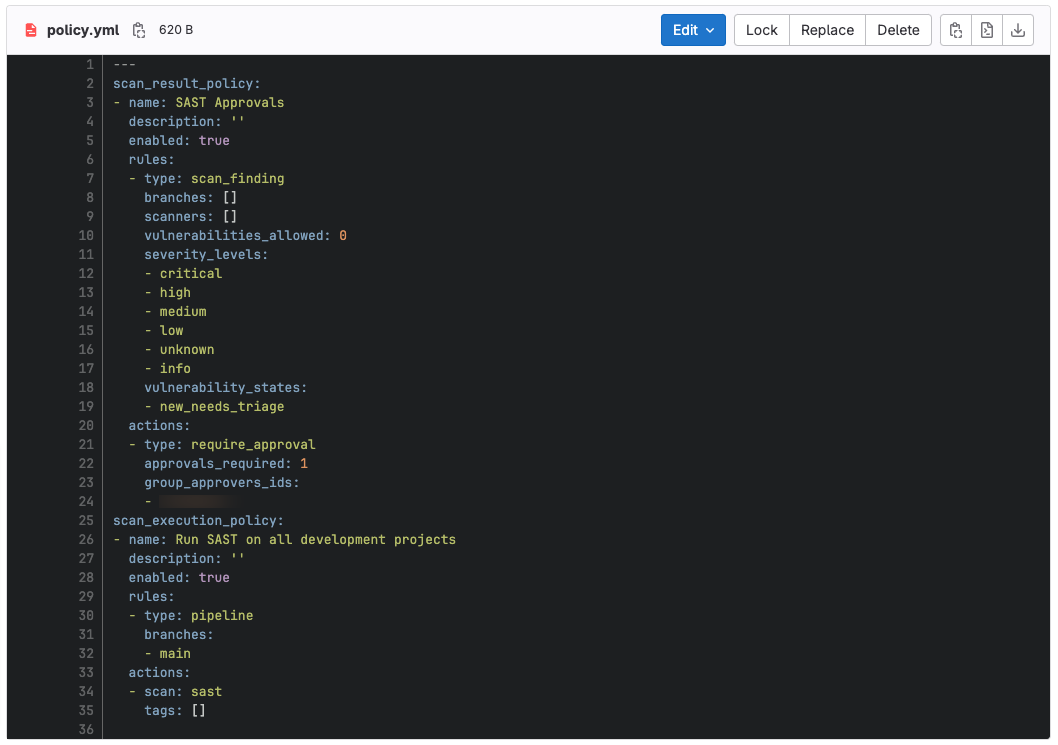 policy.yml 620 B Edit Lock Replace Delete
1 ---
2 scan_result_policy:
3 - name: SAST Approvals
4   description: ''
5   enabled: true
6   rules:
7   - type: scan_finding
8     branches: []
9     scanners: []
10     vulnerabilities_allowed: 0
11     severity_levels:
12     - critical
13     - high
14     - medium
15     - low
16     - unknown
17     - info
18     vulnerability_states:
19     - new_needs_triage
20   actions:
21   - type: require_approval
22     approvals_required: 1
23     group_approvers_ids:
24     -
25 scan_execution_policy:
26 - name: Run SAST on all development projects
27   description: ''
28   enabled: true
29   rules:
30   - type: pipeline
31     branches:
32     - main
33   actions:
34   - scan: sast
35     tags: []
36